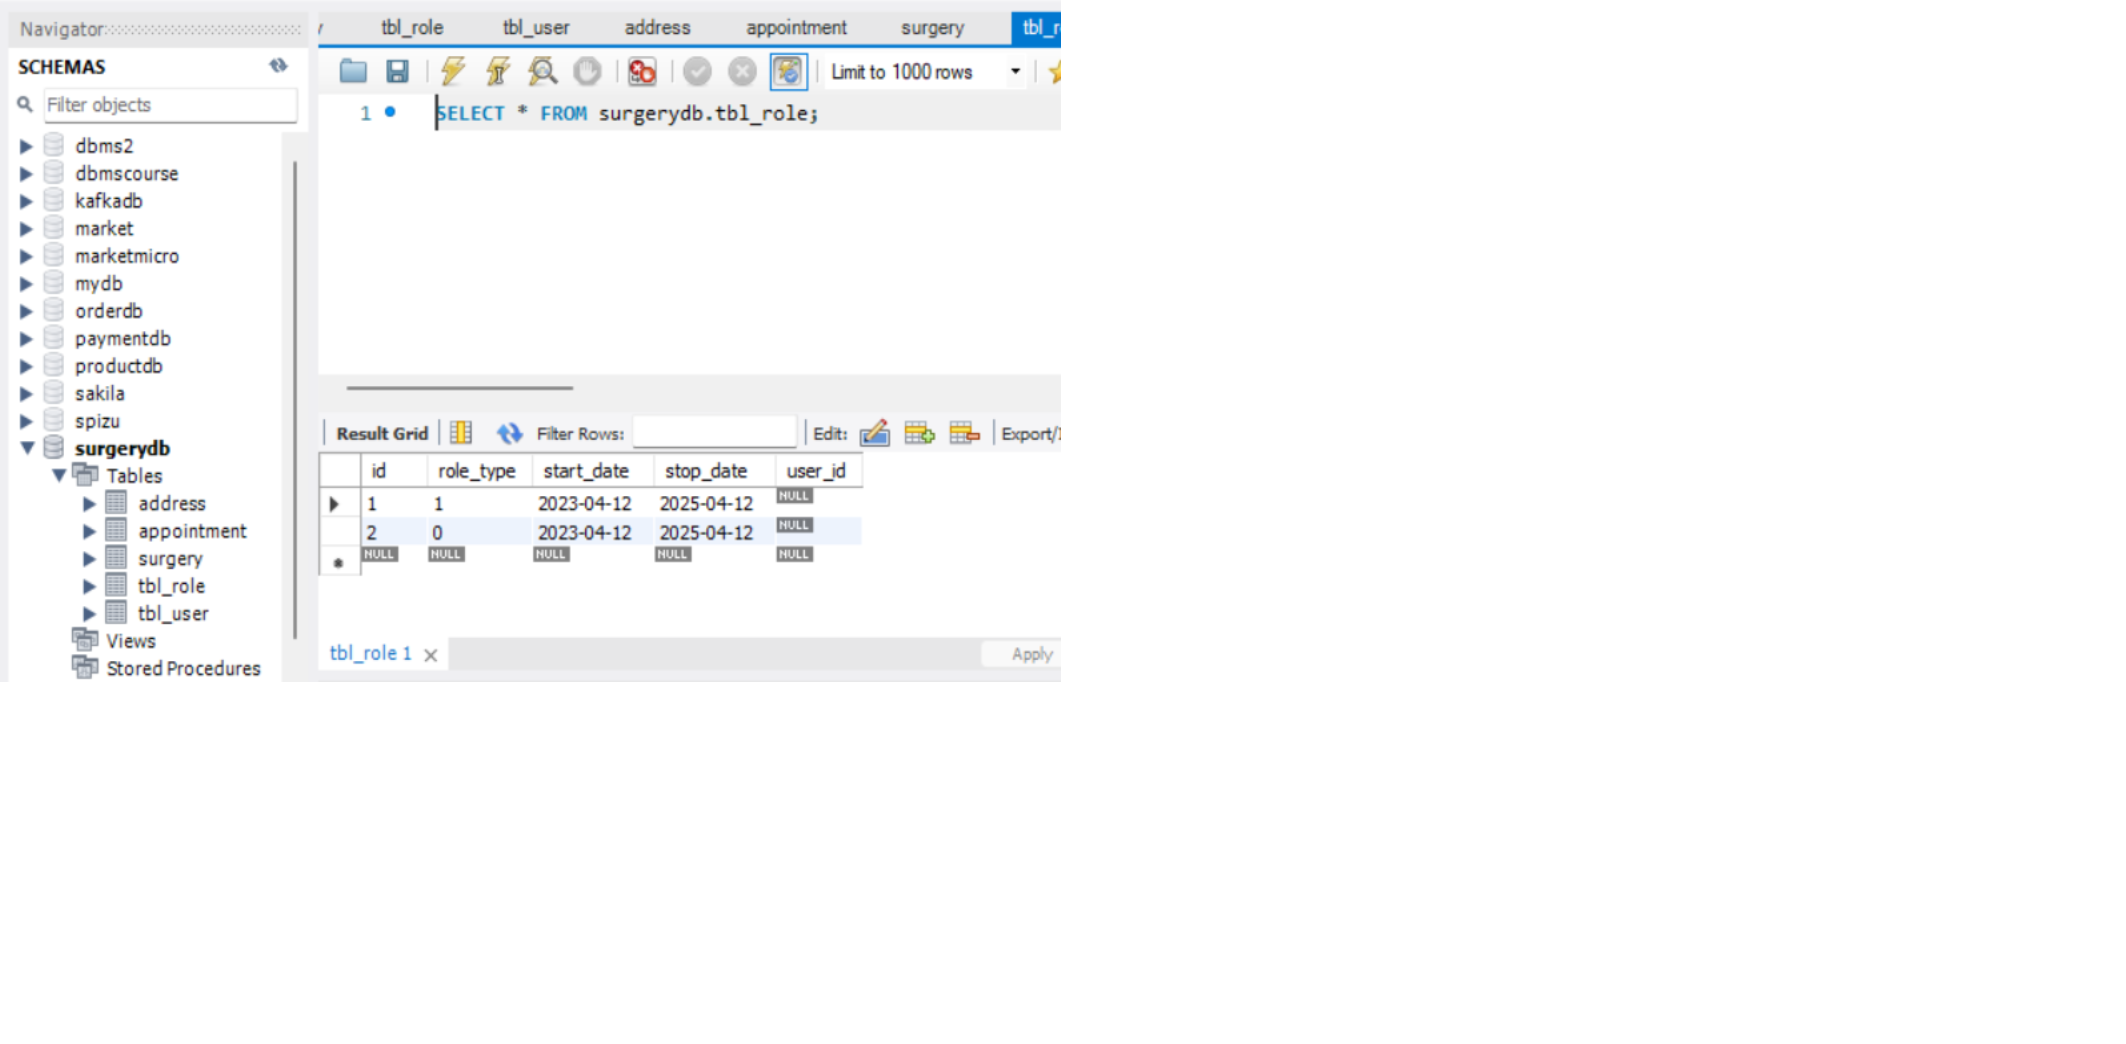 Navigator
SCHEMAS
Filter objects
dbms2
dbmscourse
kafkadb
market
marketmicro
mydb
orderdb
paymentdb
productdb
sakila
spizu
surgerydb
Tables
address
appointment
surgery
tbl_role
tbl_user
Views
Stored Procedures
tbl_role tbl_user address appointment surgery
Limit to 1000 rows
1 SELECT * FROM surgerydb.tbl_role;
Result Grid Filter Rows: Edit: Export/
id role_type start_date stop_date user_id
1 1 2023-04-12 2025-04-12 NULL
2 0 2023-04-12 2025-04-12 NULL
NULL NULL NULL NULL NULL
tbl_role 1 Apply